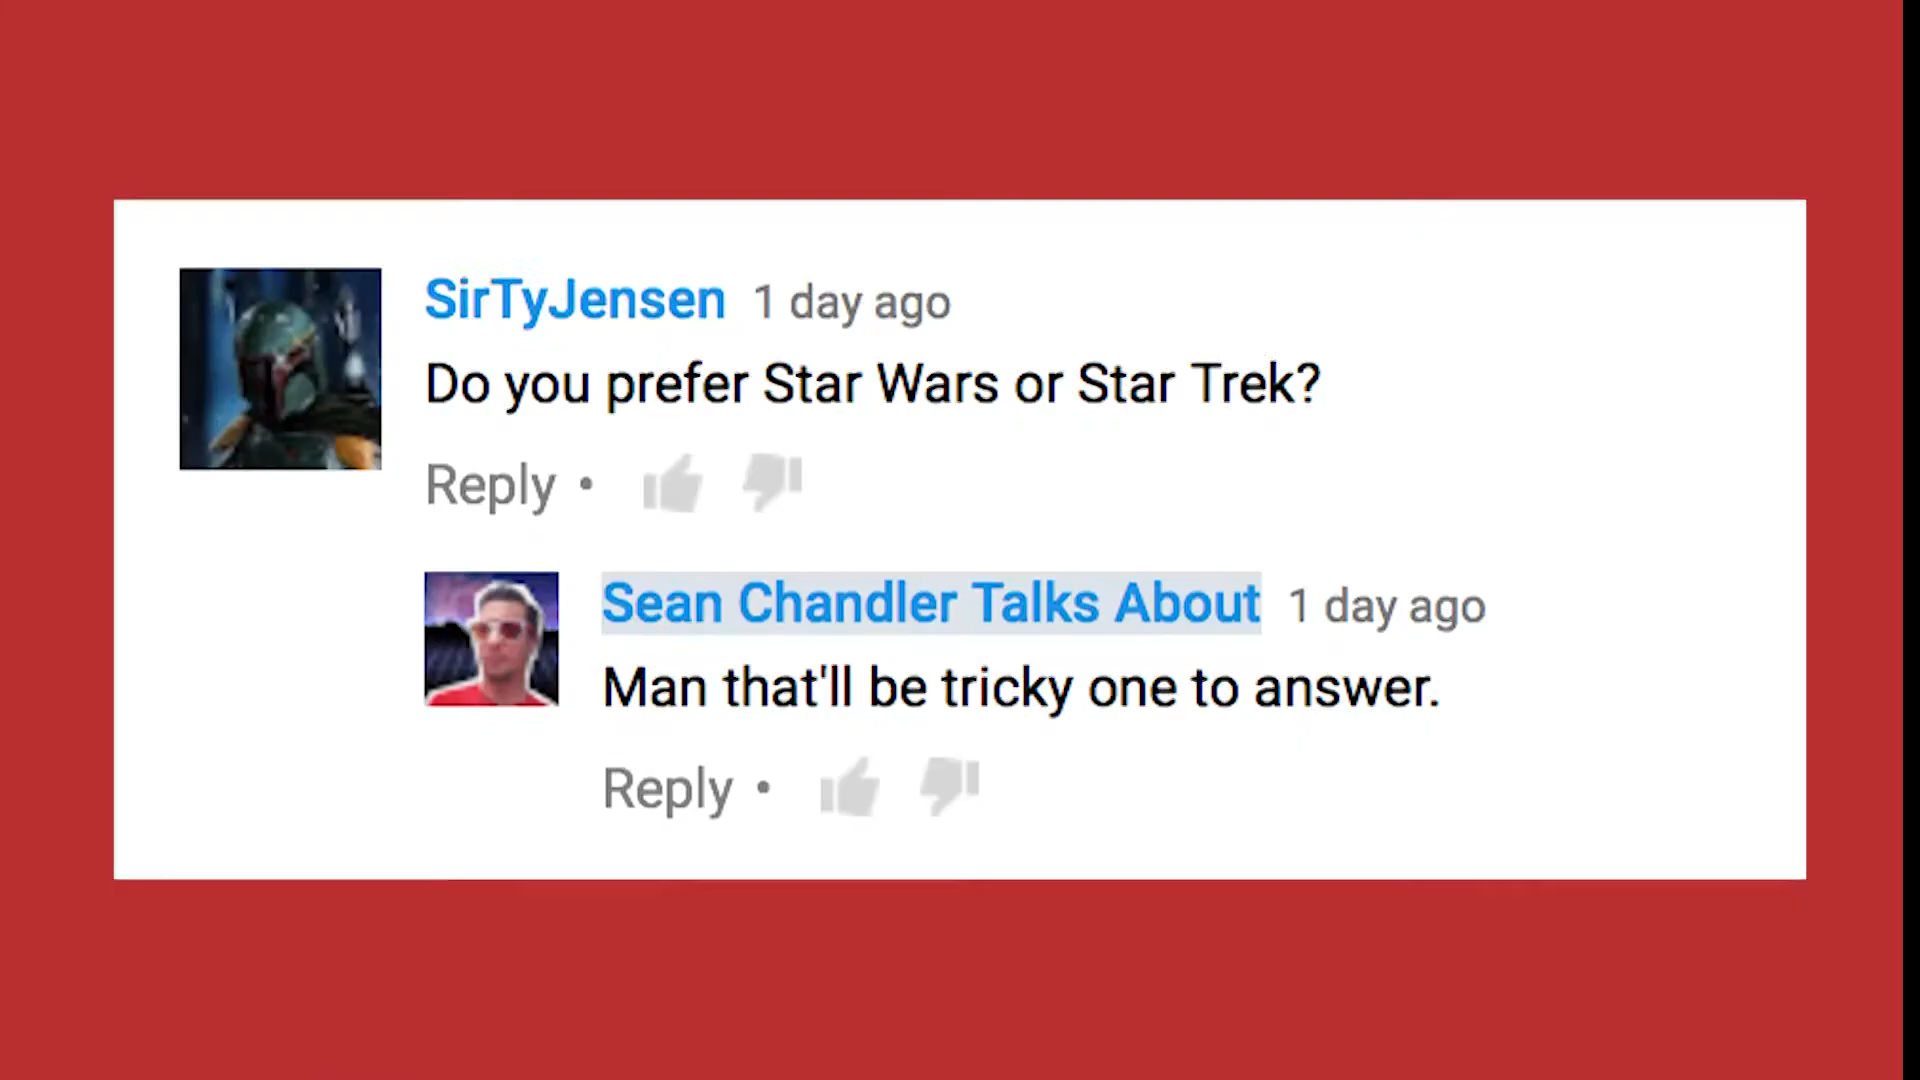 SirTyJensen 1 day ago
Do you prefer Star Wars or Star Trek?
Reply •
Sean Chandler Talks About 1 day ago
Man that'll be tricky one to answer.
Reply •